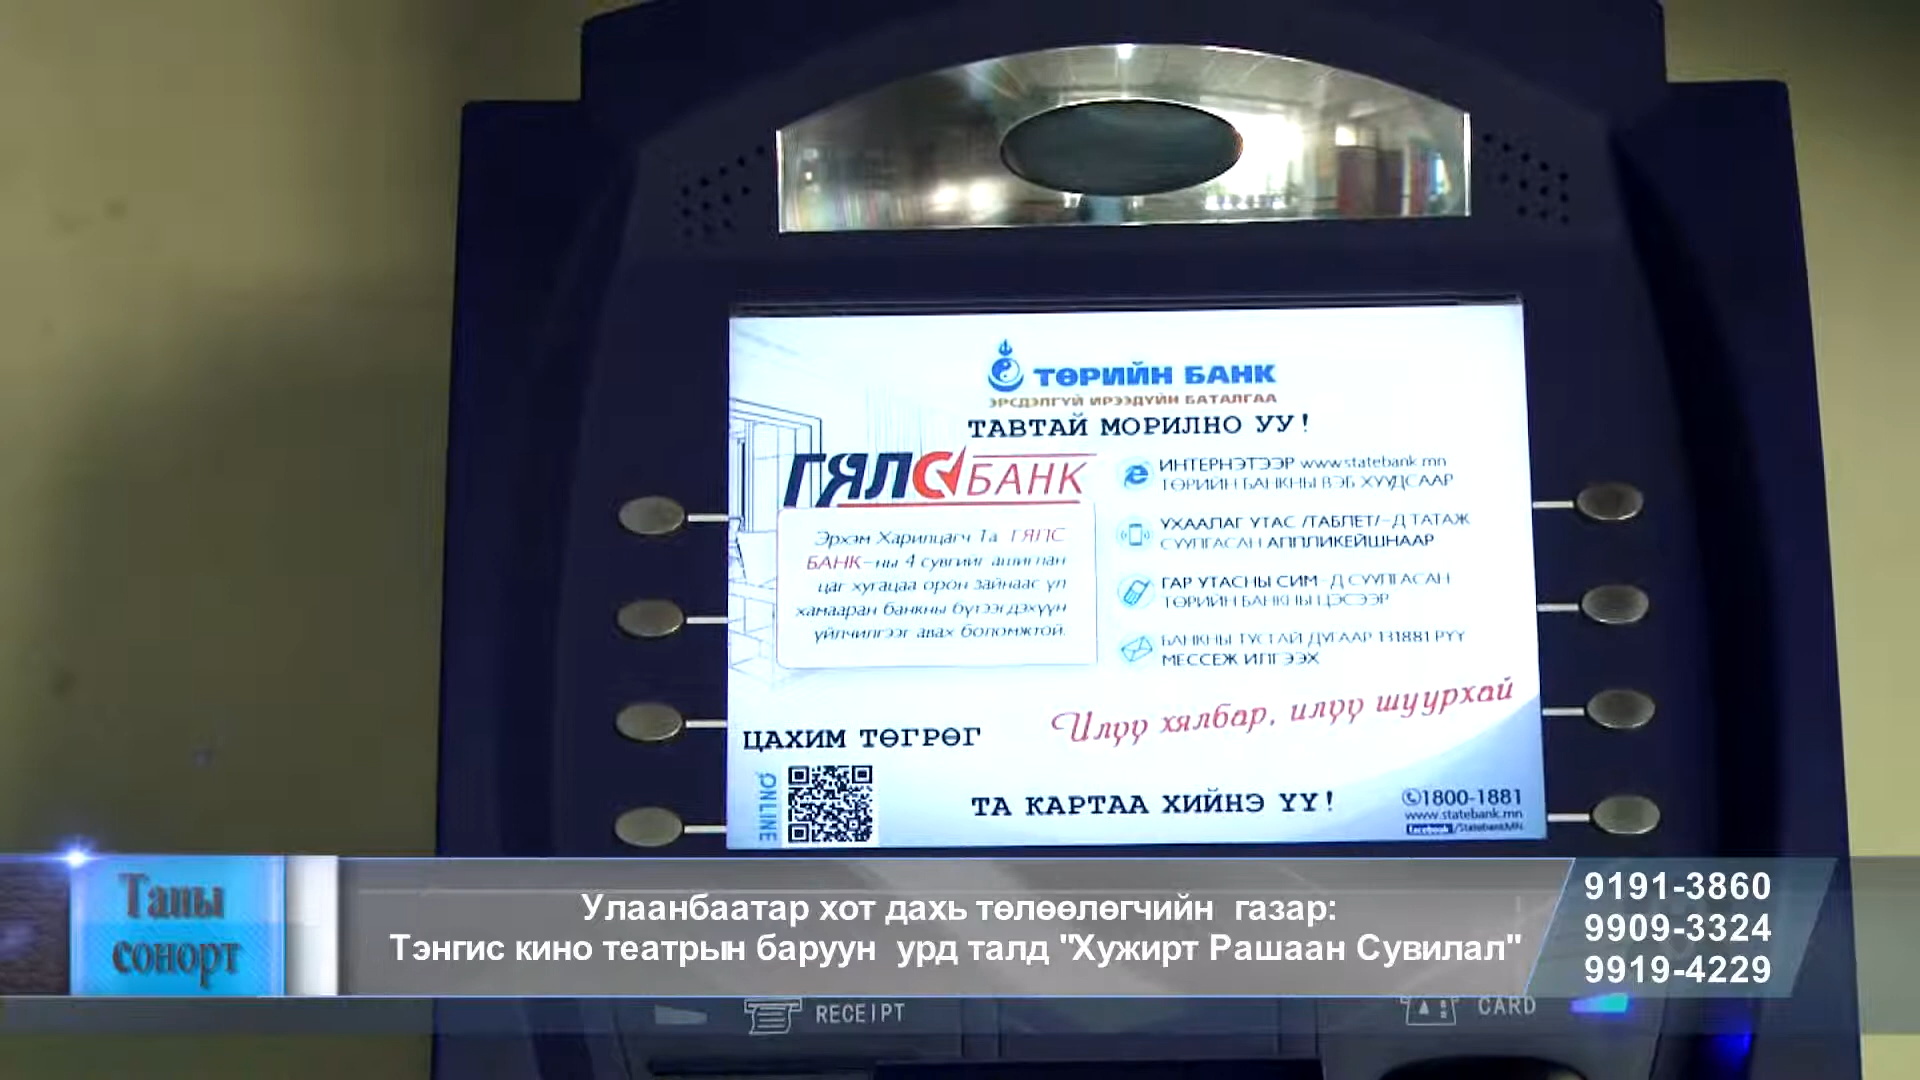 ТӨРИЙН БАНК
ЭРСДЭЛГҮЙ ИРЭЭДҮЙН БАТАЛГАА
ТАВТАЙ МОРИЛНО УУ!
ГЯЛС БАНК
Эрхэм Харилцагч Та ГЯЛС
БАНК-ны 4 сувгийг ашиглан
цаг хугацаа орон зайнаас үл
хамааран банкны бүтээгдэхүүн
үйлчилгээг авах боломжтой.
ИНТЕРНЭТЭЭР www.statebank.mn
ТӨРИЙН БАНКНЫ ВЭБ ХУУДСААР
УХААЛАГ УТАС /ТАБЛЕТ/-Д ТАТАЖ
СУУЛГАСАН АППЛИКЕЙШНААР
ГАР УТАСНЫ СИМ-Д СУУЛГАСАН
ТӨРИЙН БАНКНЫ ЦЭСЭЭР
БАНКНЫ ТУСГАЙ ДУГААР 131881 РҮҮ
МЕССЕЖ ИЛГЭЭХ
Илүү хялбар, илүү шуурхай
ЦАХИМ ТӨГРӨГ
ONLINE
ТА КАРТАА ХИЙНЭ ҮҮ!
1800-1881
www.statebank.mn
facebook /StatebankMN
Таны
сонорт
Улаанбаатар хот дахь төлөөлөгчийн газар:
Тэнгис кино театрын баруун урд талд "Хужирт Рашаан Сувилал"
9191-3860
9909-3324
9919-4229
RECEIPT
CARD